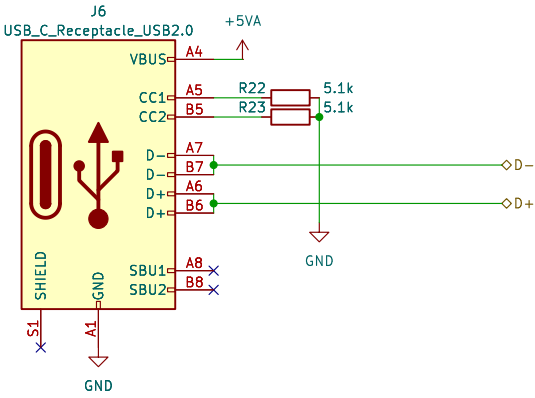 J6
USB_C_Receptacle_USB2.0
+5VA
VBUS A4
CC1 A5 R22 5.1k
CC2 B5 R23 5.1k
D- A7
D- B7 D-
D+ A6
D+ B6 D+
GND
SBU1 A8
SBU2 B8
SHIELD GND
S1 A1
GND